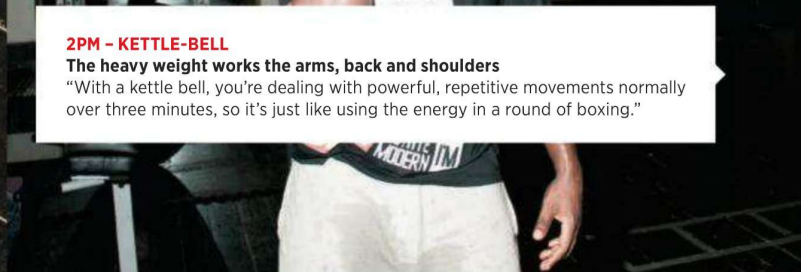 2PM – KETTLE-BELL
The heavy weight works the arms, back and shoulders
“With a kettle bell, you’re dealing with powerful, repetitive movements normally
over three minutes, so it’s just like using the energy in a round of boxing.”
MODERN I'M